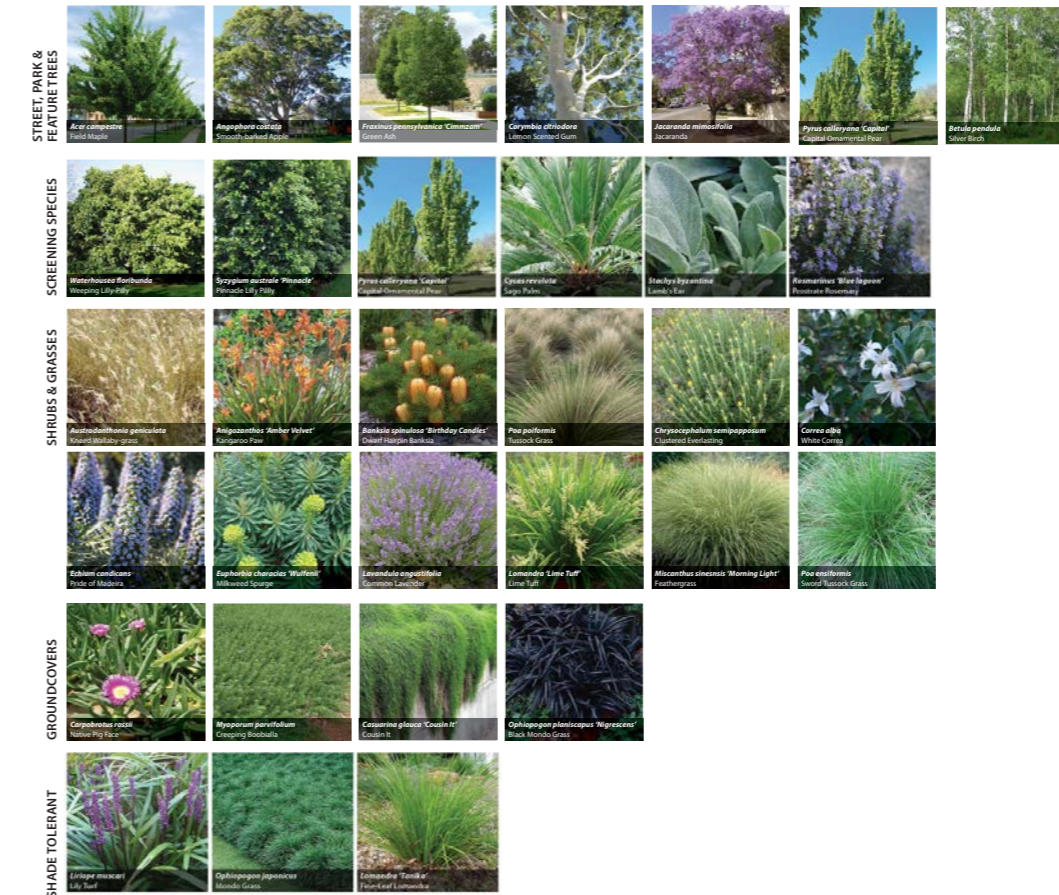 STREET, PARK &
FEATURE TREES
Acer campestre
Field Maple
Angophora costata
Smooth-barked Apple
Fraxinus pennsylvanica 'Cimmzam'
Green Ash
Corymbia citriodora
Lemon Scented Gum
Jacaranda mimosifolia
Jacaranda
Pyrus calleryana 'Capital'
Capital Ornamental Pear
Betula pendula
Silver Birch
SCREENING SPECIES
Waterhousea floribunda
Weeping Lilly-Pilly
Syzygium australe 'Pinnacle'
Pinnacle Lilly Pilly
Pyrus calleryana 'Capital'
Capital Ornamental Pear
Cycas revoluta
Sago Palm
Stachys byzantina
Lamb's Ear
Rosmarinus 'Blue lagoon'
Prostrate Rosemary
SHRUBS & GRASSES
Austrodanthonia geniculata
Kneed Wallaby-grass
Anigozanthos 'Amber Velvet'
Kangaroo Paw
Banksia spinulosa 'Birthday Candles'
Dwarf Hairpin Banksia
Poa poiformis
Tussock Grass
Chrysocephalum semipapposum
Clustered Everlasting
Correa alba
White Correa
Echium candicans
Pride of Madeira
Euphorbia characias 'Wulfenii'
Milkweed Spurge
Lavandula angustifolia
Common Lavender
Lomandra 'Lime Tuff'
Lime Tuff
Miscanthus sinesnsis 'Morning Light'
Feathergrass
Poa ensiformis
Sword Tussock Grass
GROUNDCOVERS
Carpobrotus rossii
Native Pig Face
Myoporum parvifolium
Creeping Boobialla
Casuarina glauca 'Cousin It'
Cousin It
Ophiopogon planiscapus 'Nigrescens'
Black Mondo Grass
SHADE TOLERANT
Liriope muscari
Lily Turf
Ophiopogon japonicus
Mondo Grass
Lomandra 'Tanika'
Fine-Leaf Lomandra